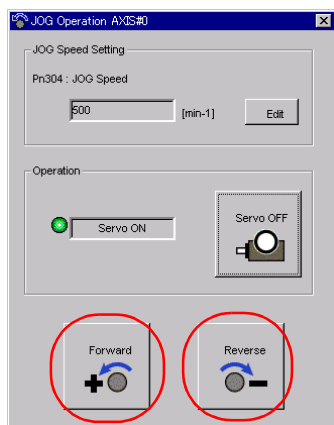 JOG Operation AXIS#0
JOG Speed Setting
Pn304 : JOG Speed
500 [min-1] Edit
Operation
Servo ON
Servo OFF
Forward
Reverse